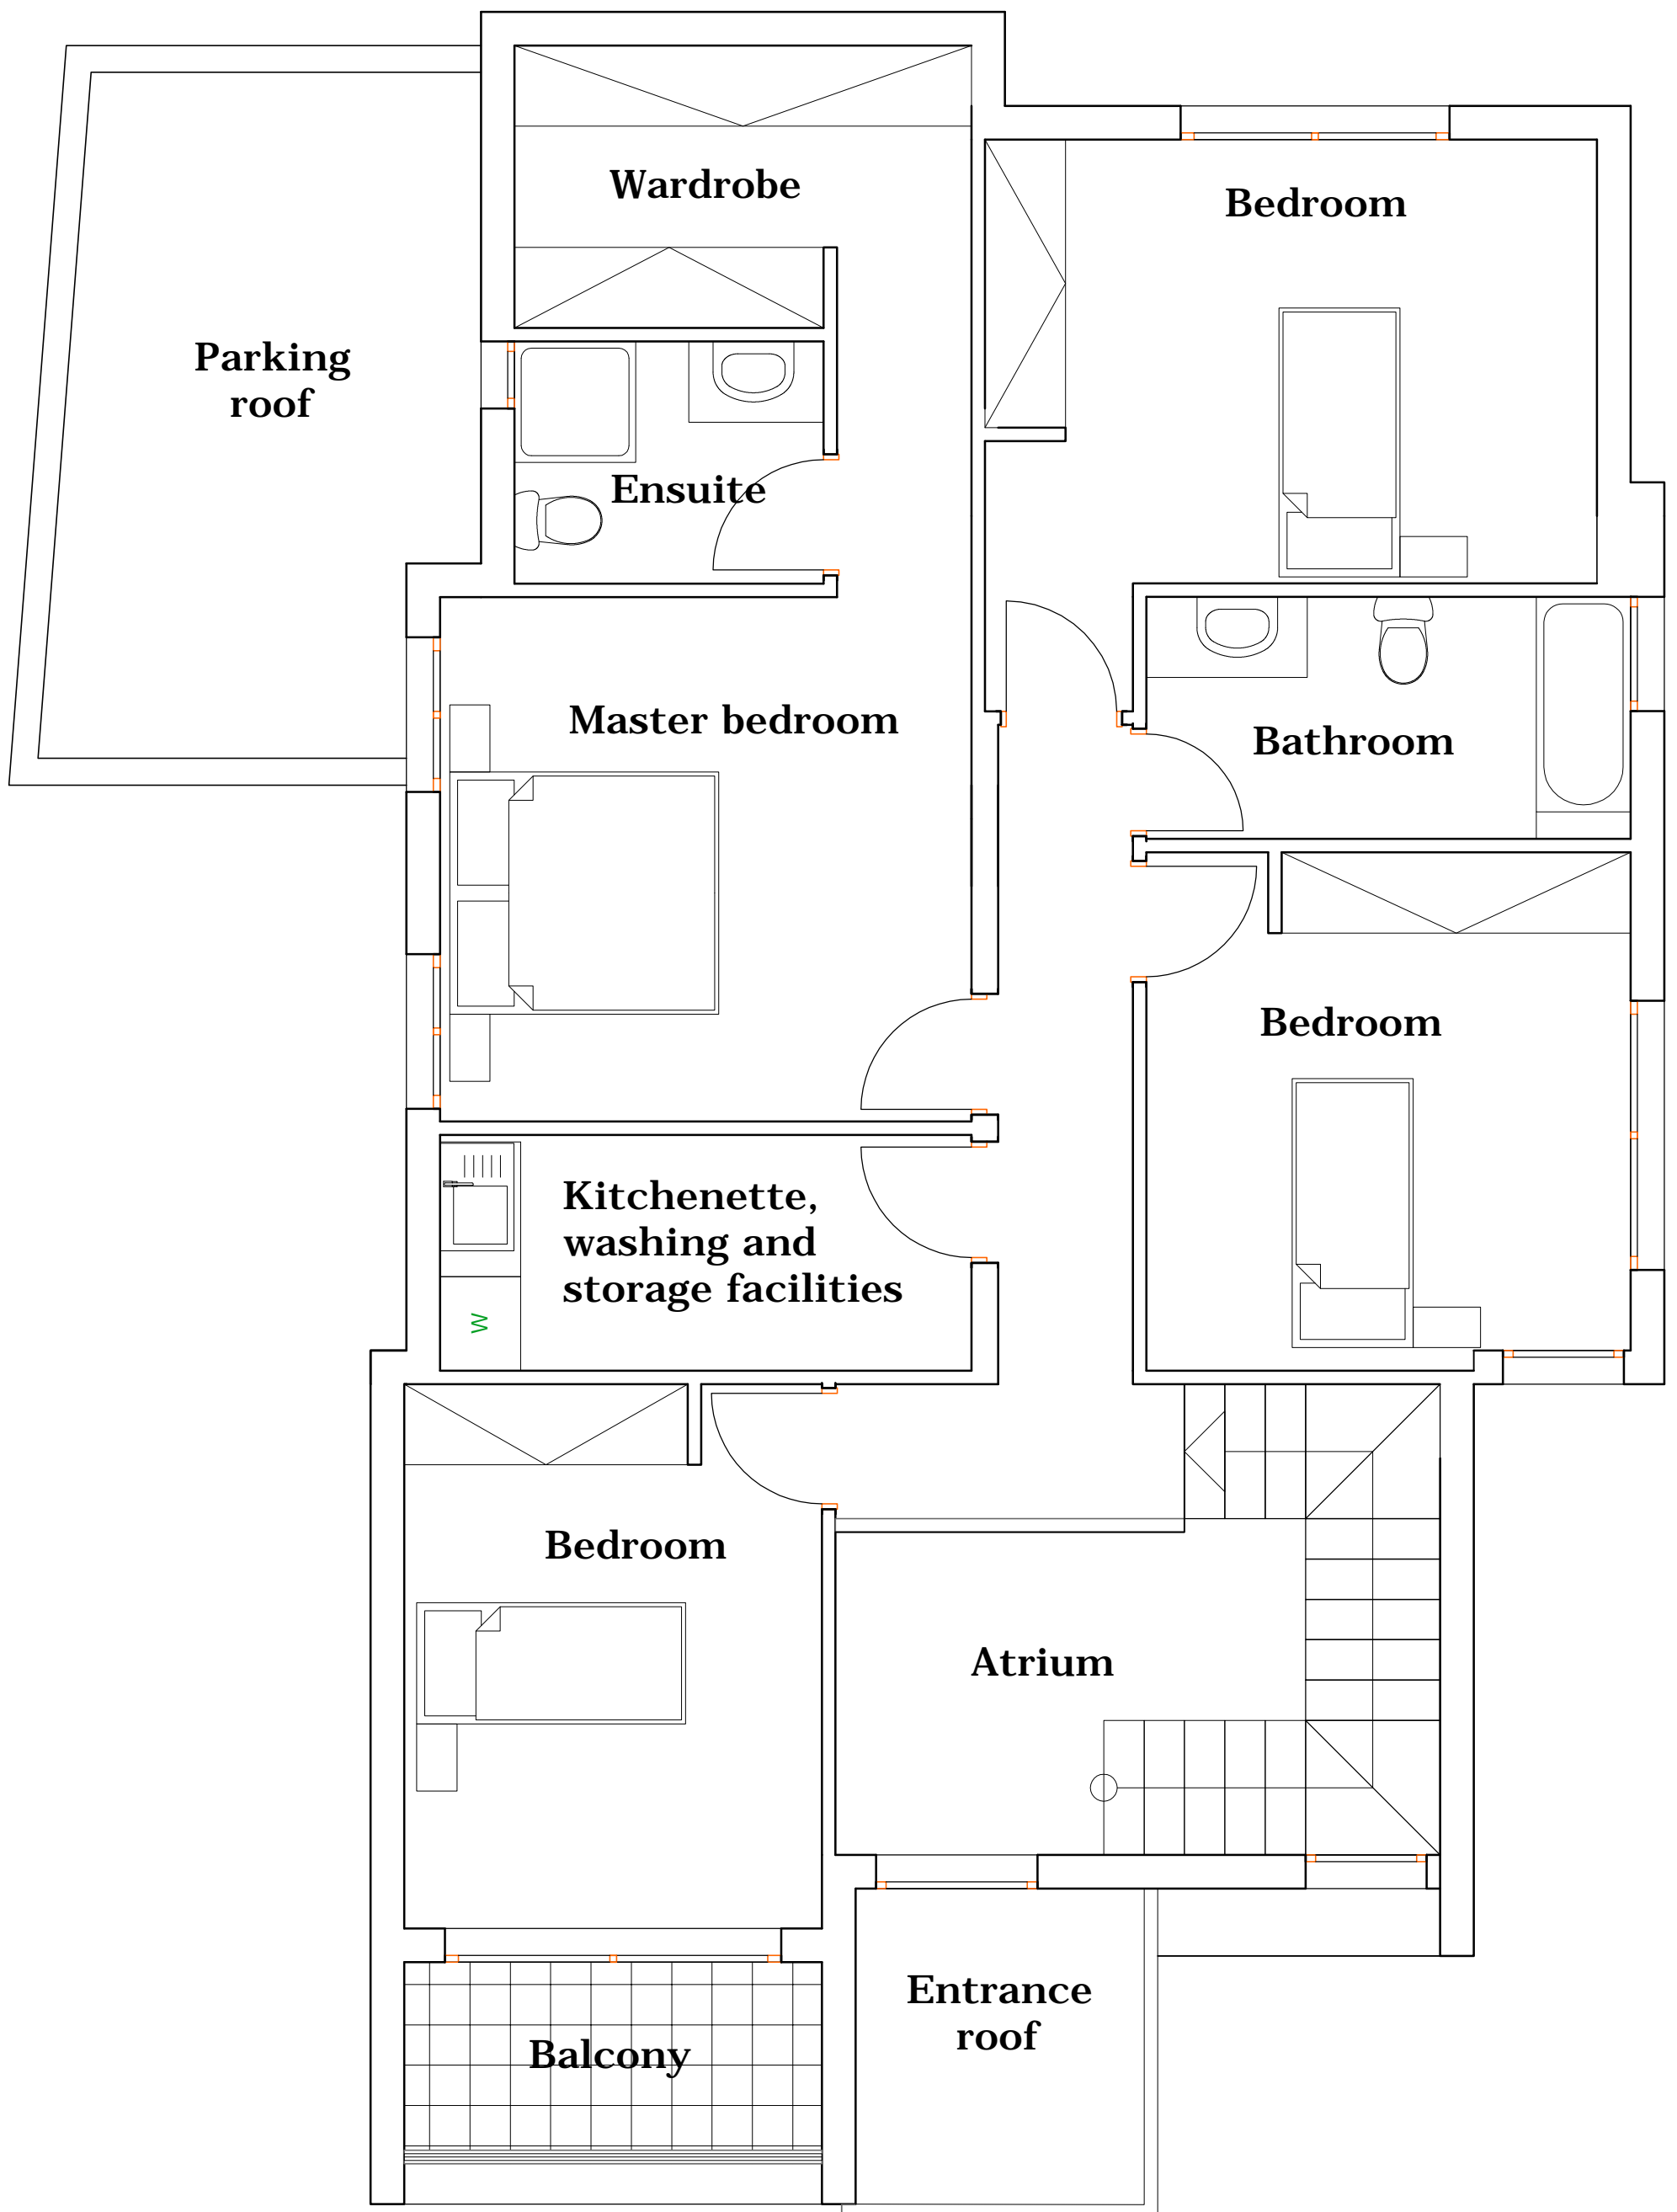 Wardrobe
Bedroom
Parking
roof
Ensuite
Master bedroom
Bathroom
Bedroom
Kitchenette,
washing and
storage facilities
W
Bedroom
Atrium
Entrance
roof
Balcony